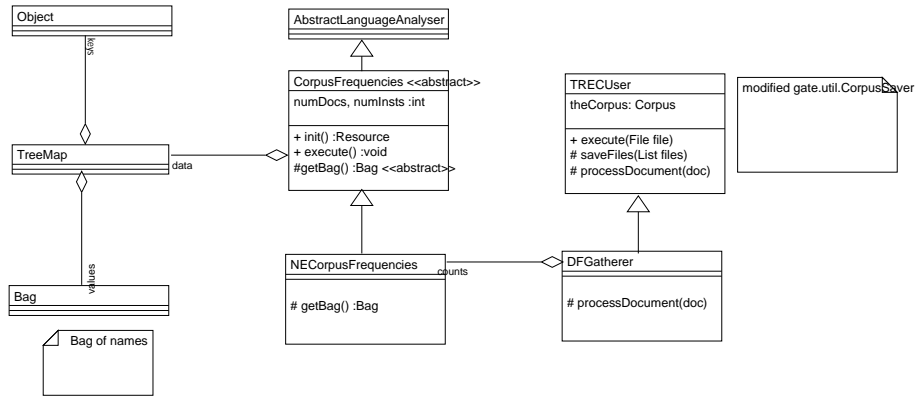 Object
keys
TreeMap
data
values
Bag
Bag of names
AbstractLanguageAnalyser
CorpusFrequencies <<abstract>>
numDocs, numInsts :int
+ init() :Resource
+ execute() :void
#getBag() :Bag <<abstract>>
NECorpusFrequencies
counts
# getBag() :Bag
TRECUser
theCorpus: Corpus
+ execute(File file)
# saveFiles(List files)
# processDocument(doc)
DFGatherer
# processDocument(doc)
modified gate.util.CorpusSaver